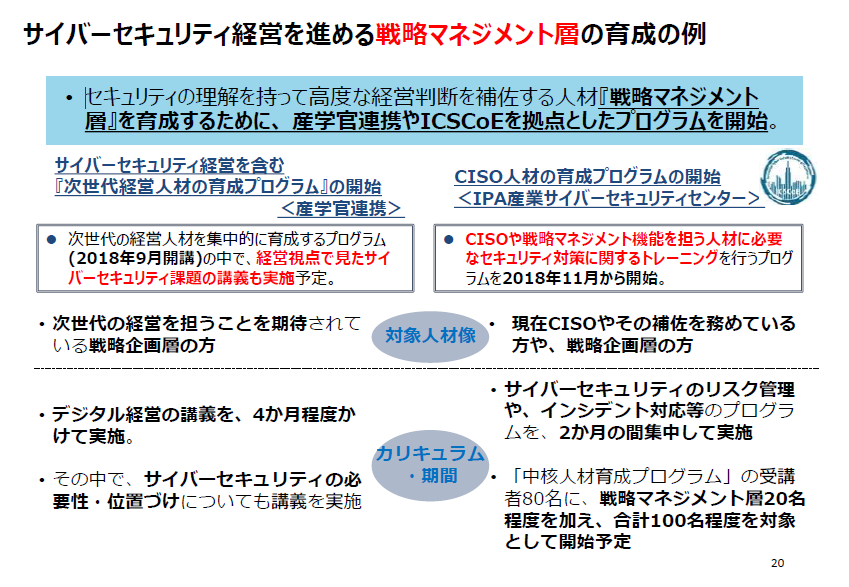 サイバーセキュリティ経営を進める戦略マネジメント層の育成の例
• セキュリティの理解を持って高度な経営判断を補佐する人材『戦略マネジメント
層』を育成するために、産学官連携やICSCoEを拠点としたプログラムを開始。
サイバーセキュリティ経営を含む
『次世代経営人材の育成プログラム』の開始
＜産学官連携＞
● 次世代の経営人材を集中的に育成するプログラム
(2018年9月開講)の中で、経営視点で見たサイ
バーセキュリティ課題の講義も実施予定。
• 次世代の経営を担うことを期待されて
いる戦略企画層の方
• デジタル経営の講義を、4か月程度か
けて実施。
• その中で、サイバーセキュリティの必
要性・位置づけについても講義を実施
対象人材像
カリキュラム
・期間
CISO人材の育成プログラムの開始
＜IPA産業サイバーセキュリティセンター＞
● CISOや戦略マネジメント機能を担う人材に必要
なセキュリティ対策に関するトレーニングを行うプログ
ラムを2018年11月から開始。
• 現在CISOやその補佐を務めている
方や、戦略企画層の方
• サイバーセキュリティのリスク管理
や、インシデント対応等のプログラ
ムを、2か月の間集中して実施
• 「中核人材育成プログラム」の受講
者80名に、戦略マネジメント層20名
程度を加え、合計100名程度を対象
として開始予定
20